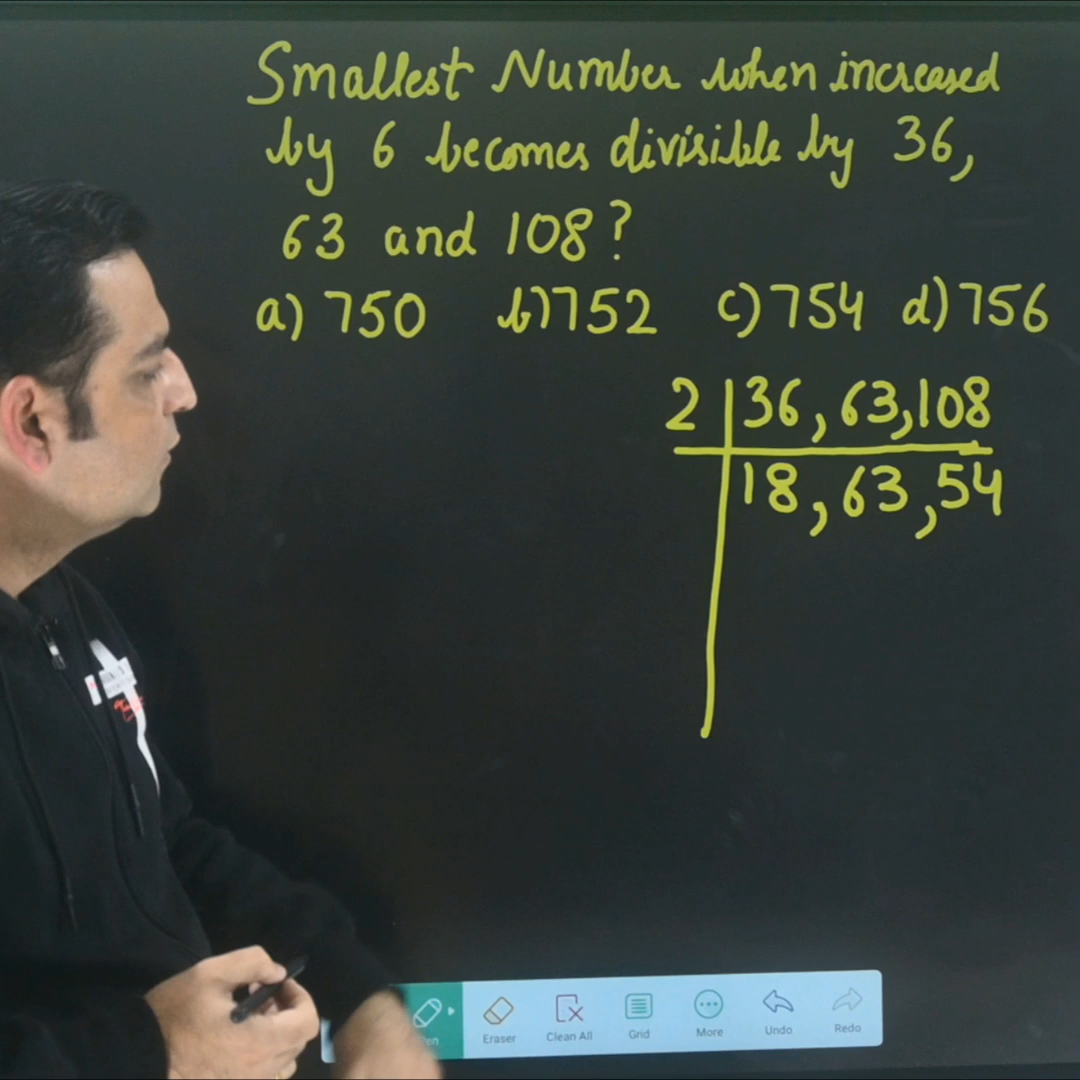 Smallest Number when increased
by 6 becomes divisible by 36,
63 and 108?
a) 750 b) 752 c) 754 d) 756
2 | 36, 63, 108
18, 63, 54
Eraser Clean All Grid More Undo Redo